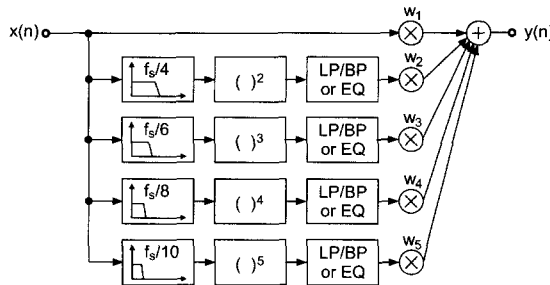 w₁
x(n)
y(n)
+
w₂
fₛ/4
( )²
LP/BP
or EQ
w₃
fₛ/6
( )³
LP/BP
or EQ
w₄
fₛ/8
( )⁴
LP/BP
or EQ
w₅
fₛ/10
( )⁵
LP/BP
or EQ